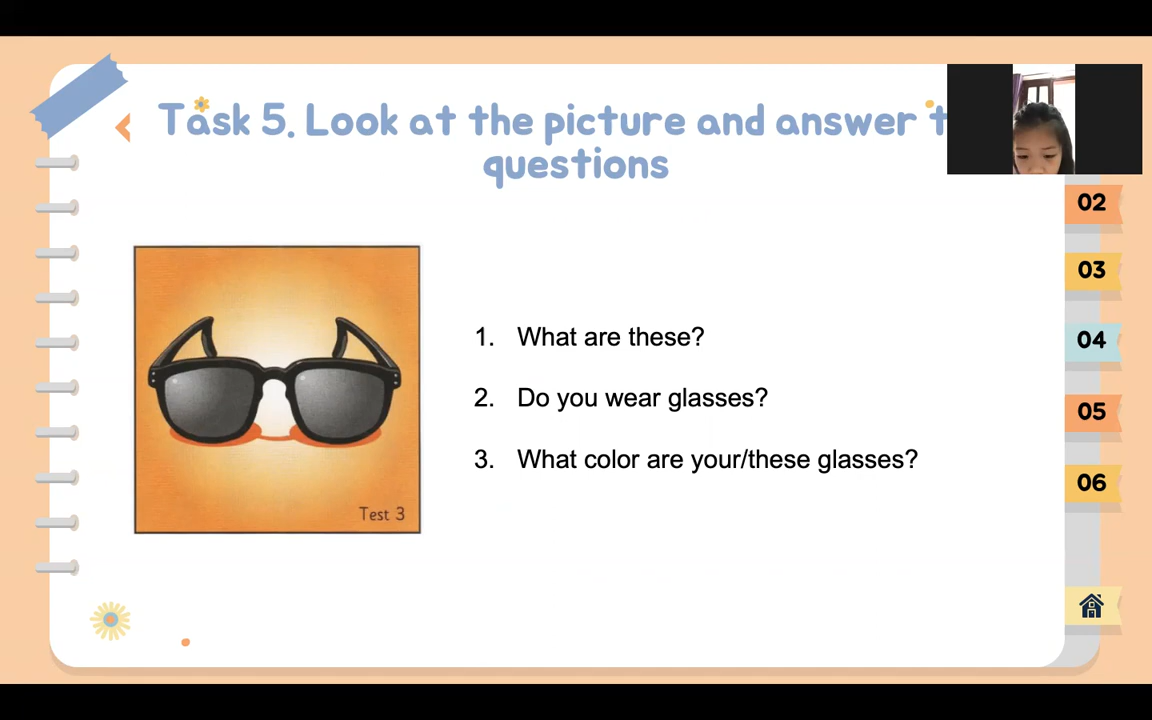 Task 5. Look at the picture and answer t
questions
02
03
1. What are these?
04
2. Do you wear glasses?
05
3. What color are your/these glasses?
06
Test 3